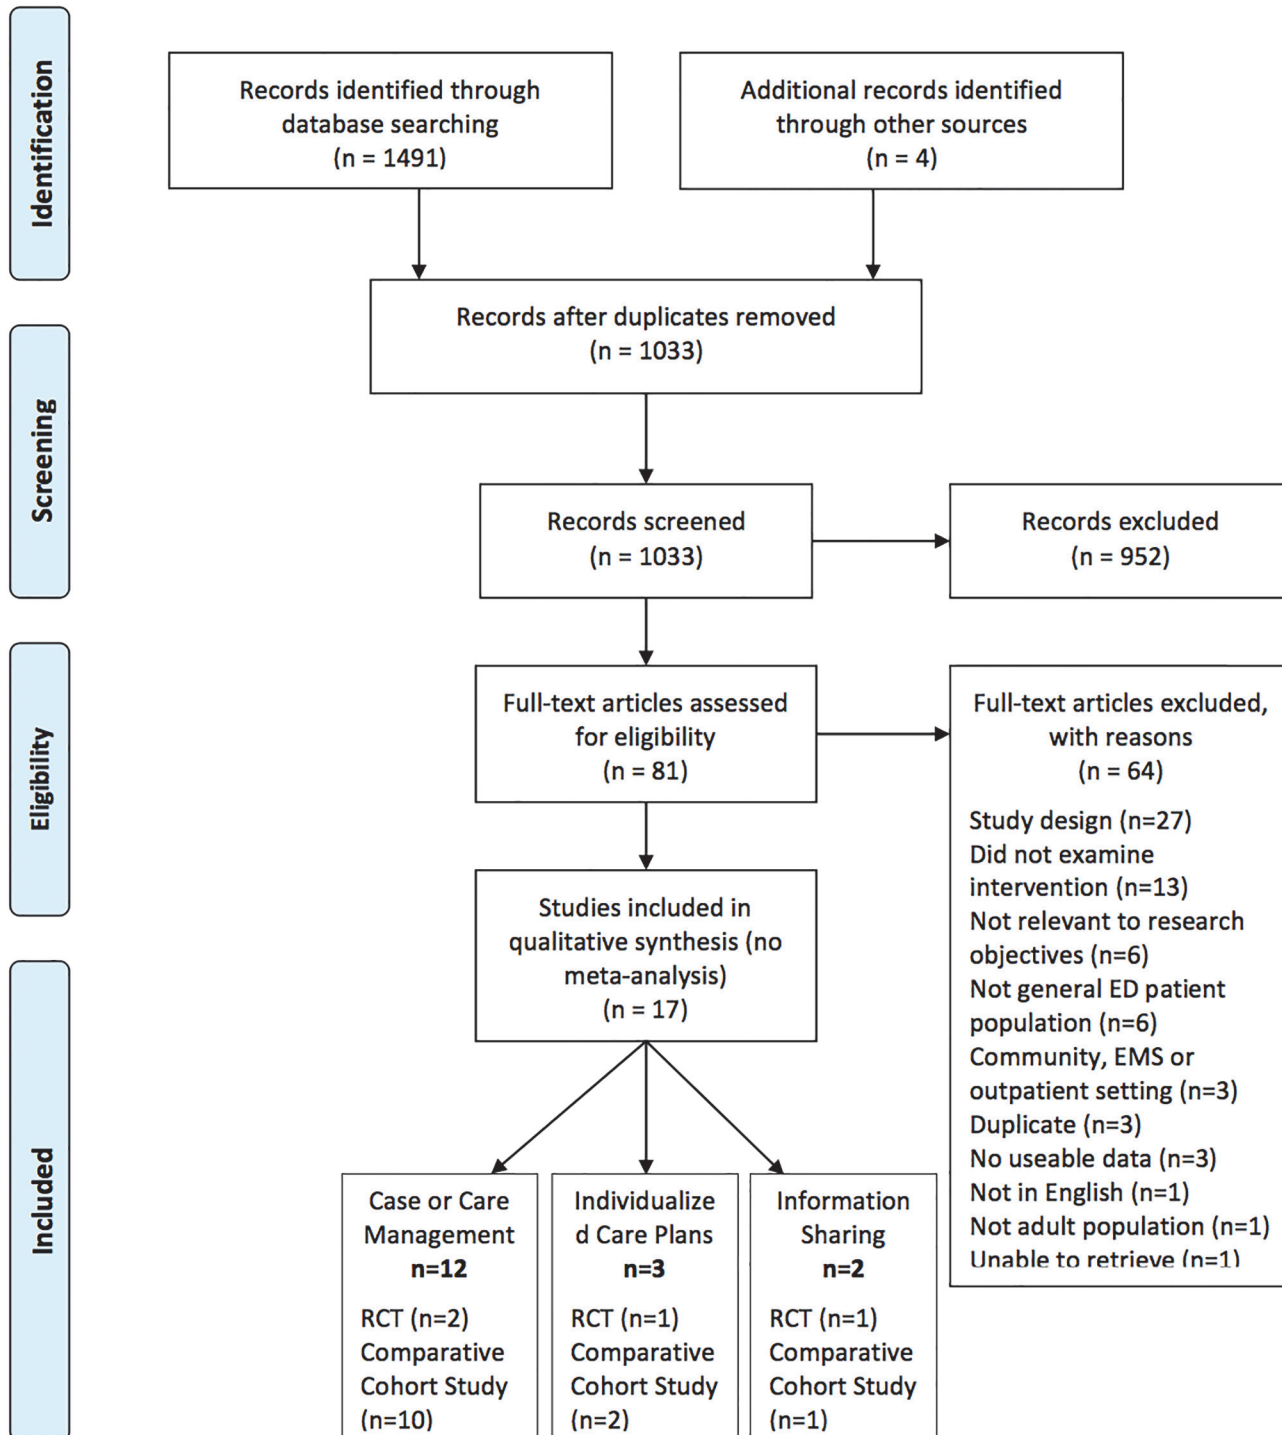 Identification
Records identified through
database searching
(n = 1491)
Additional records identified
through other sources
(n = 4)
Records after duplicates removed
(n = 1033)
Screening
Records screened
(n = 1033)
Records excluded
(n = 952)
Eligibility
Full-text articles assessed
for eligibility
(n = 81)
Full-text articles excluded,
with reasons
(n = 64)
Study design (n=27)
Did not examine
intervention (n=13)
Not relevant to research
objectives (n=6)
Not general ED patient
population (n=6)
Community, EMS or
outpatient setting (n=3)
Duplicate (n=3)
No useable data (n=3)
Not in English (n=1)
Not adult population (n=1)
Unable to retrieve (n=1)
Studies included in
qualitative synthesis (no
meta-analysis)
(n = 17)
Included
Case or Care
Management
n=12
RCT (n=2)
Comparative
Cohort Study
(n=10)
Individualize
d Care Plans
n=3
RCT (n=1)
Comparative
Cohort Study
(n=2)
Information
Sharing
n=2
RCT (n=1)
Comparative
Cohort Study
(n=1)